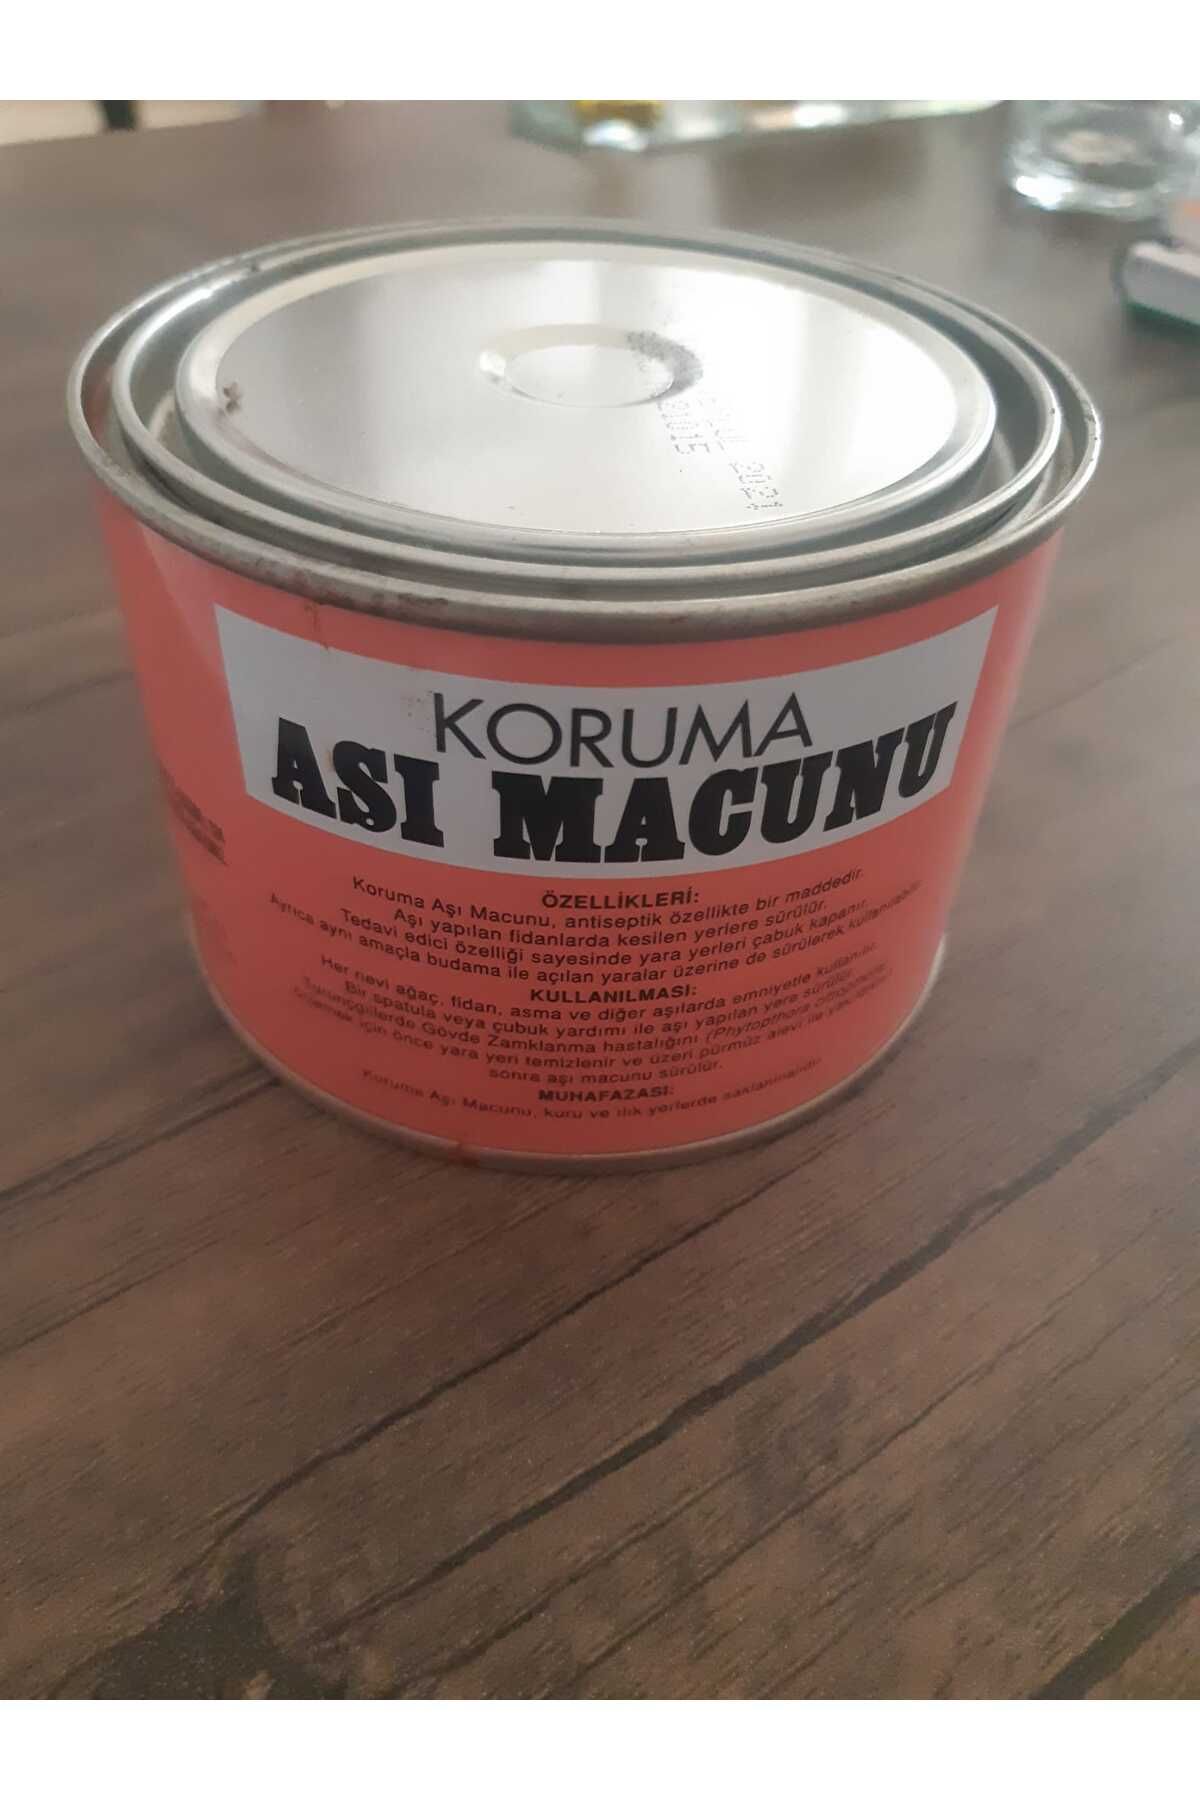 2021
21015
KORUMA
AŞI MACUNU
ÖZELLİKLERİ:
Koruma Aşı Macunu, antiseptik özellikte bir maddedir.
Aşı yapılan fidanlarda kesilen yerlere sürülür.
Tedavi edici özelliği sayesinde yara yerleri çabuk kapanır.
Ayrıca aynı amaçla budama ile açılan yaralar üzerine de sürülerek kullanılabilir.
KULLANILMASI:
Her nevi ağaç, fidan, asma ve diğer aşılarda emniyetle kullanılır.
Bir spatula veya çubuk yardımı ile aşı yapılan yere sürülür.
Turunçgillerde Gövde Zamklanma hastalığını (Phytopthora
için önce yara yeri temizlenir ve üzeri pürmüz alevi ile
sonra aşı macunu sürülür.
MUHAFAZASI:
Koruma Aşı Macunu, kuru ve ılık yerlerde saklanmalıdır.